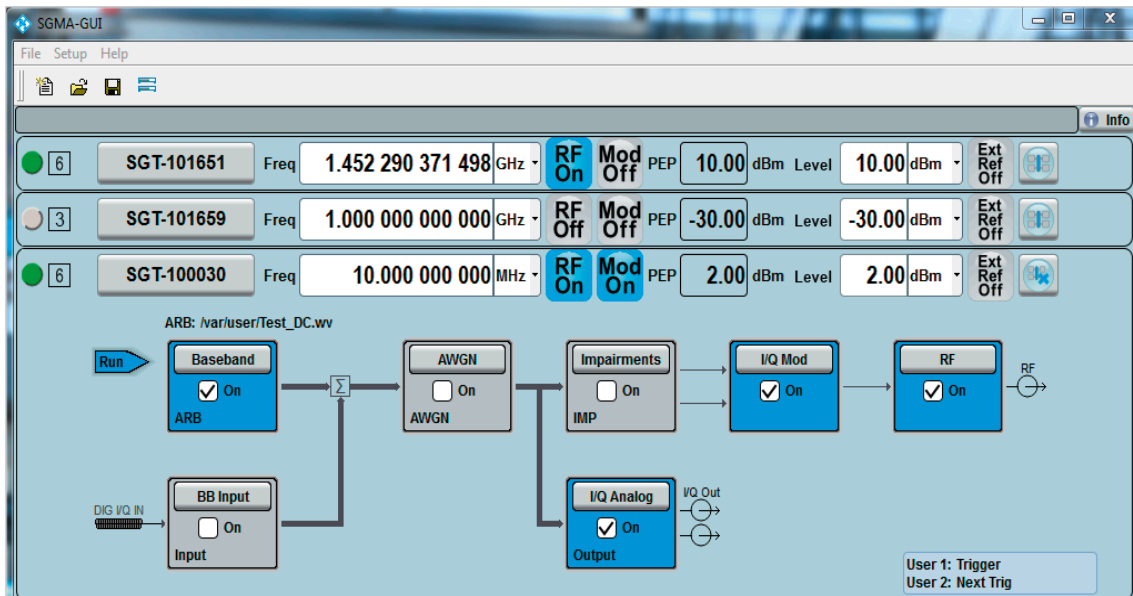 SGMA-GUI
File Setup Help
Info
6 SGT-101651 Freq 1.452 290 371 498 GHz RF On Mod Off PEP 10.00 dBm Level 10.00 dBm Ext Ref Off
3 SGT-101659 Freq 1.000 000 000 000 GHz RF Off Mod Off PEP -30.00 dBm Level -30.00 dBm Ext Ref Off
6 SGT-100030 Freq 10.000 000 000 MHz RF On Mod On PEP 2.00 dBm Level 2.00 dBm Ext Ref Off
ARB: /var/user/Test_DC.wv
Run Baseband AWGN Impairments I/Q Mod RF RF
On Σ On On On On
ARB AWGN IMP
BB Input I/Q Analog I/Q Out
DIG I/Q IN On On
Input Output
User 1: Trigger
User 2: Next Trig